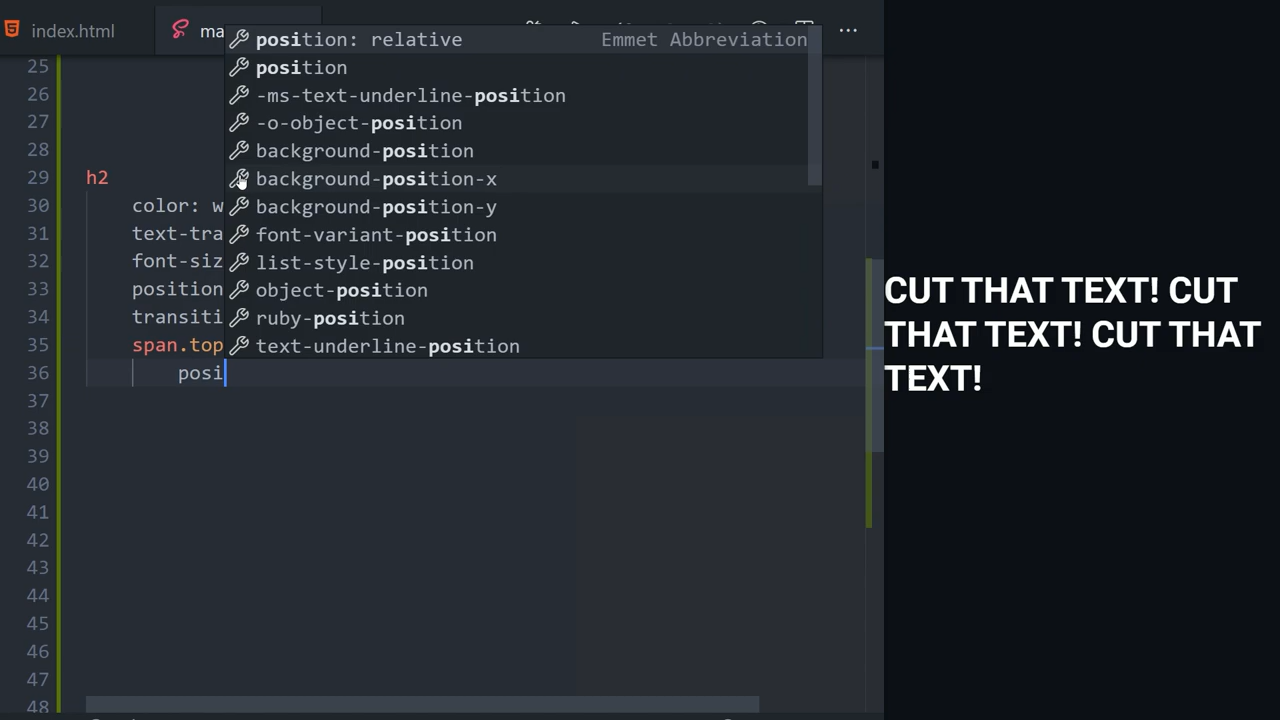 index.html
ma
position: relative Emmet Abbreviation
position
-ms-text-underline-position
-o-object-position
background-position
background-position-x
background-position-y
font-variant-position
list-style-position
object-position
ruby-position
text-underline-position
25
26
27
28
29 h2
30 color: w
31 text-tra
32 font-siz
33 position
34 transiti
35 span.top
36 posi
37
38
39
40
41
42
43
44
45
46
47
48
CUT THAT TEXT! CUT
THAT TEXT! CUT THAT
TEXT!